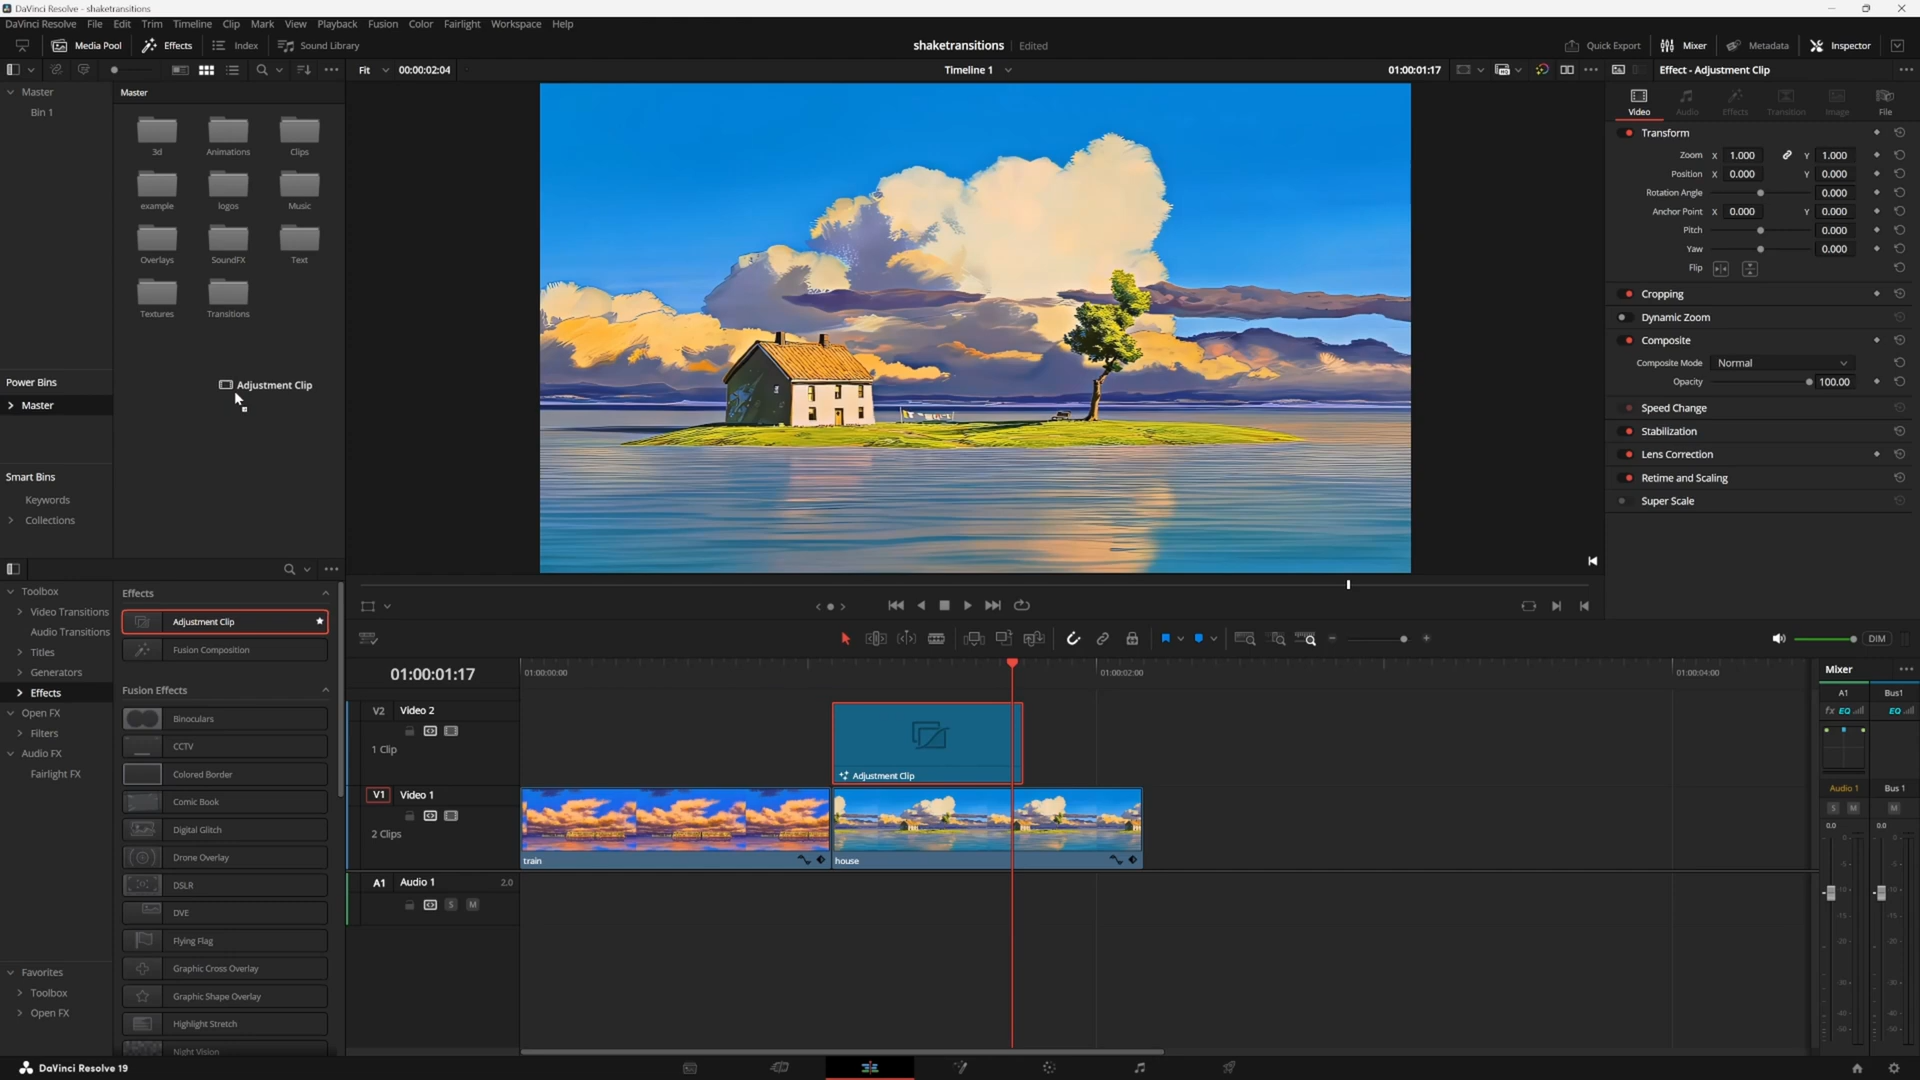 DaVinci Resolve - shaketransitions
DaVinci Resolve File Edit Trim Timeline Clip Mark View Playback Fusion Color Fairlight Workspace Help
Media Pool Effects Index Sound Library
shaketransitions Edited
Quick Export Mixer Metadata Inspector
Fit 00:00:02:04
Timeline 1
01:00:01:17
Effect - Adjustment Clip
Master
Bin 1
Power Bins
Master
Smart Bins
Keywords
Collections
Master
3d Animations Clips
example logos Music
Overlays SoundFX Text
Textures Transitions
Adjustment Clip
Video Audio Effects Transition Image File
Transform
Zoom X 1.000 Y 1.000
Position X 0.000 Y 0.000
Rotation Angle 0.000
Anchor Point X 0.000 Y 0.000
Pitch 0.000
Yaw 0.000
Flip
Cropping
Dynamic Zoom
Composite
Composite Mode Normal
Opacity 100.00
Speed Change
Stabilization
Lens Correction
Retime and Scaling
Super Scale
Toolbox
Video Transitions
Audio Transitions
Titles
Generators
Effects
Open FX
Filters
Audio FX
Fairlight FX
Favorites
Toolbox
Open FX
Effects
Adjustment Clip
Fusion Composition
Fusion Effects
Binoculars
CCTV
Colored Border
Comic Book
Digital Glitch
Drone Overlay
DSLR
DVE
Flying Flag
Graphic Cross Overlay
Graphic Shape Overlay
Highlight Stretch
Night Vision
DIM
01:00:01:17
01:00:00:00 01:00:02:00 01:00:04:00
V2 Video 2
1 Clip
Adjustment Clip
V1 Video 1
2 Clips
train house
A1 Audio 1 2.0
S M
Mixer
A1 Bus1
fx EQ EQ
Audio 1 Bus 1
S M M
0.0 0.0
DaVinci Resolve 19